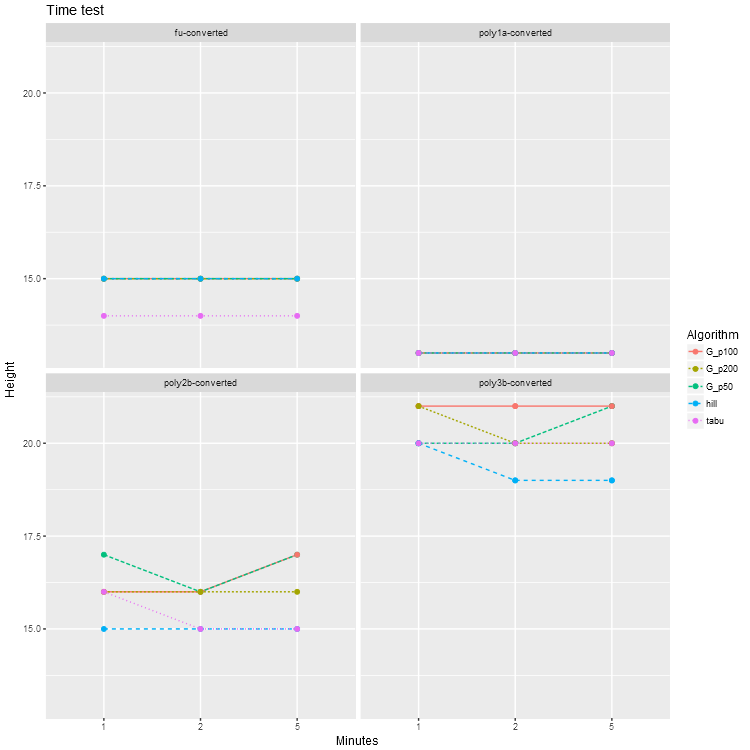 Time test
fu-converted
poly1a-converted
20.0
17.5
15.0
poly2b-converted
poly3b-converted
20.0
17.5
15.0
1
2
5
1
2
5
Minutes
Height
Algorithm
G_p100
G_p200
G_p50
hill
tabu